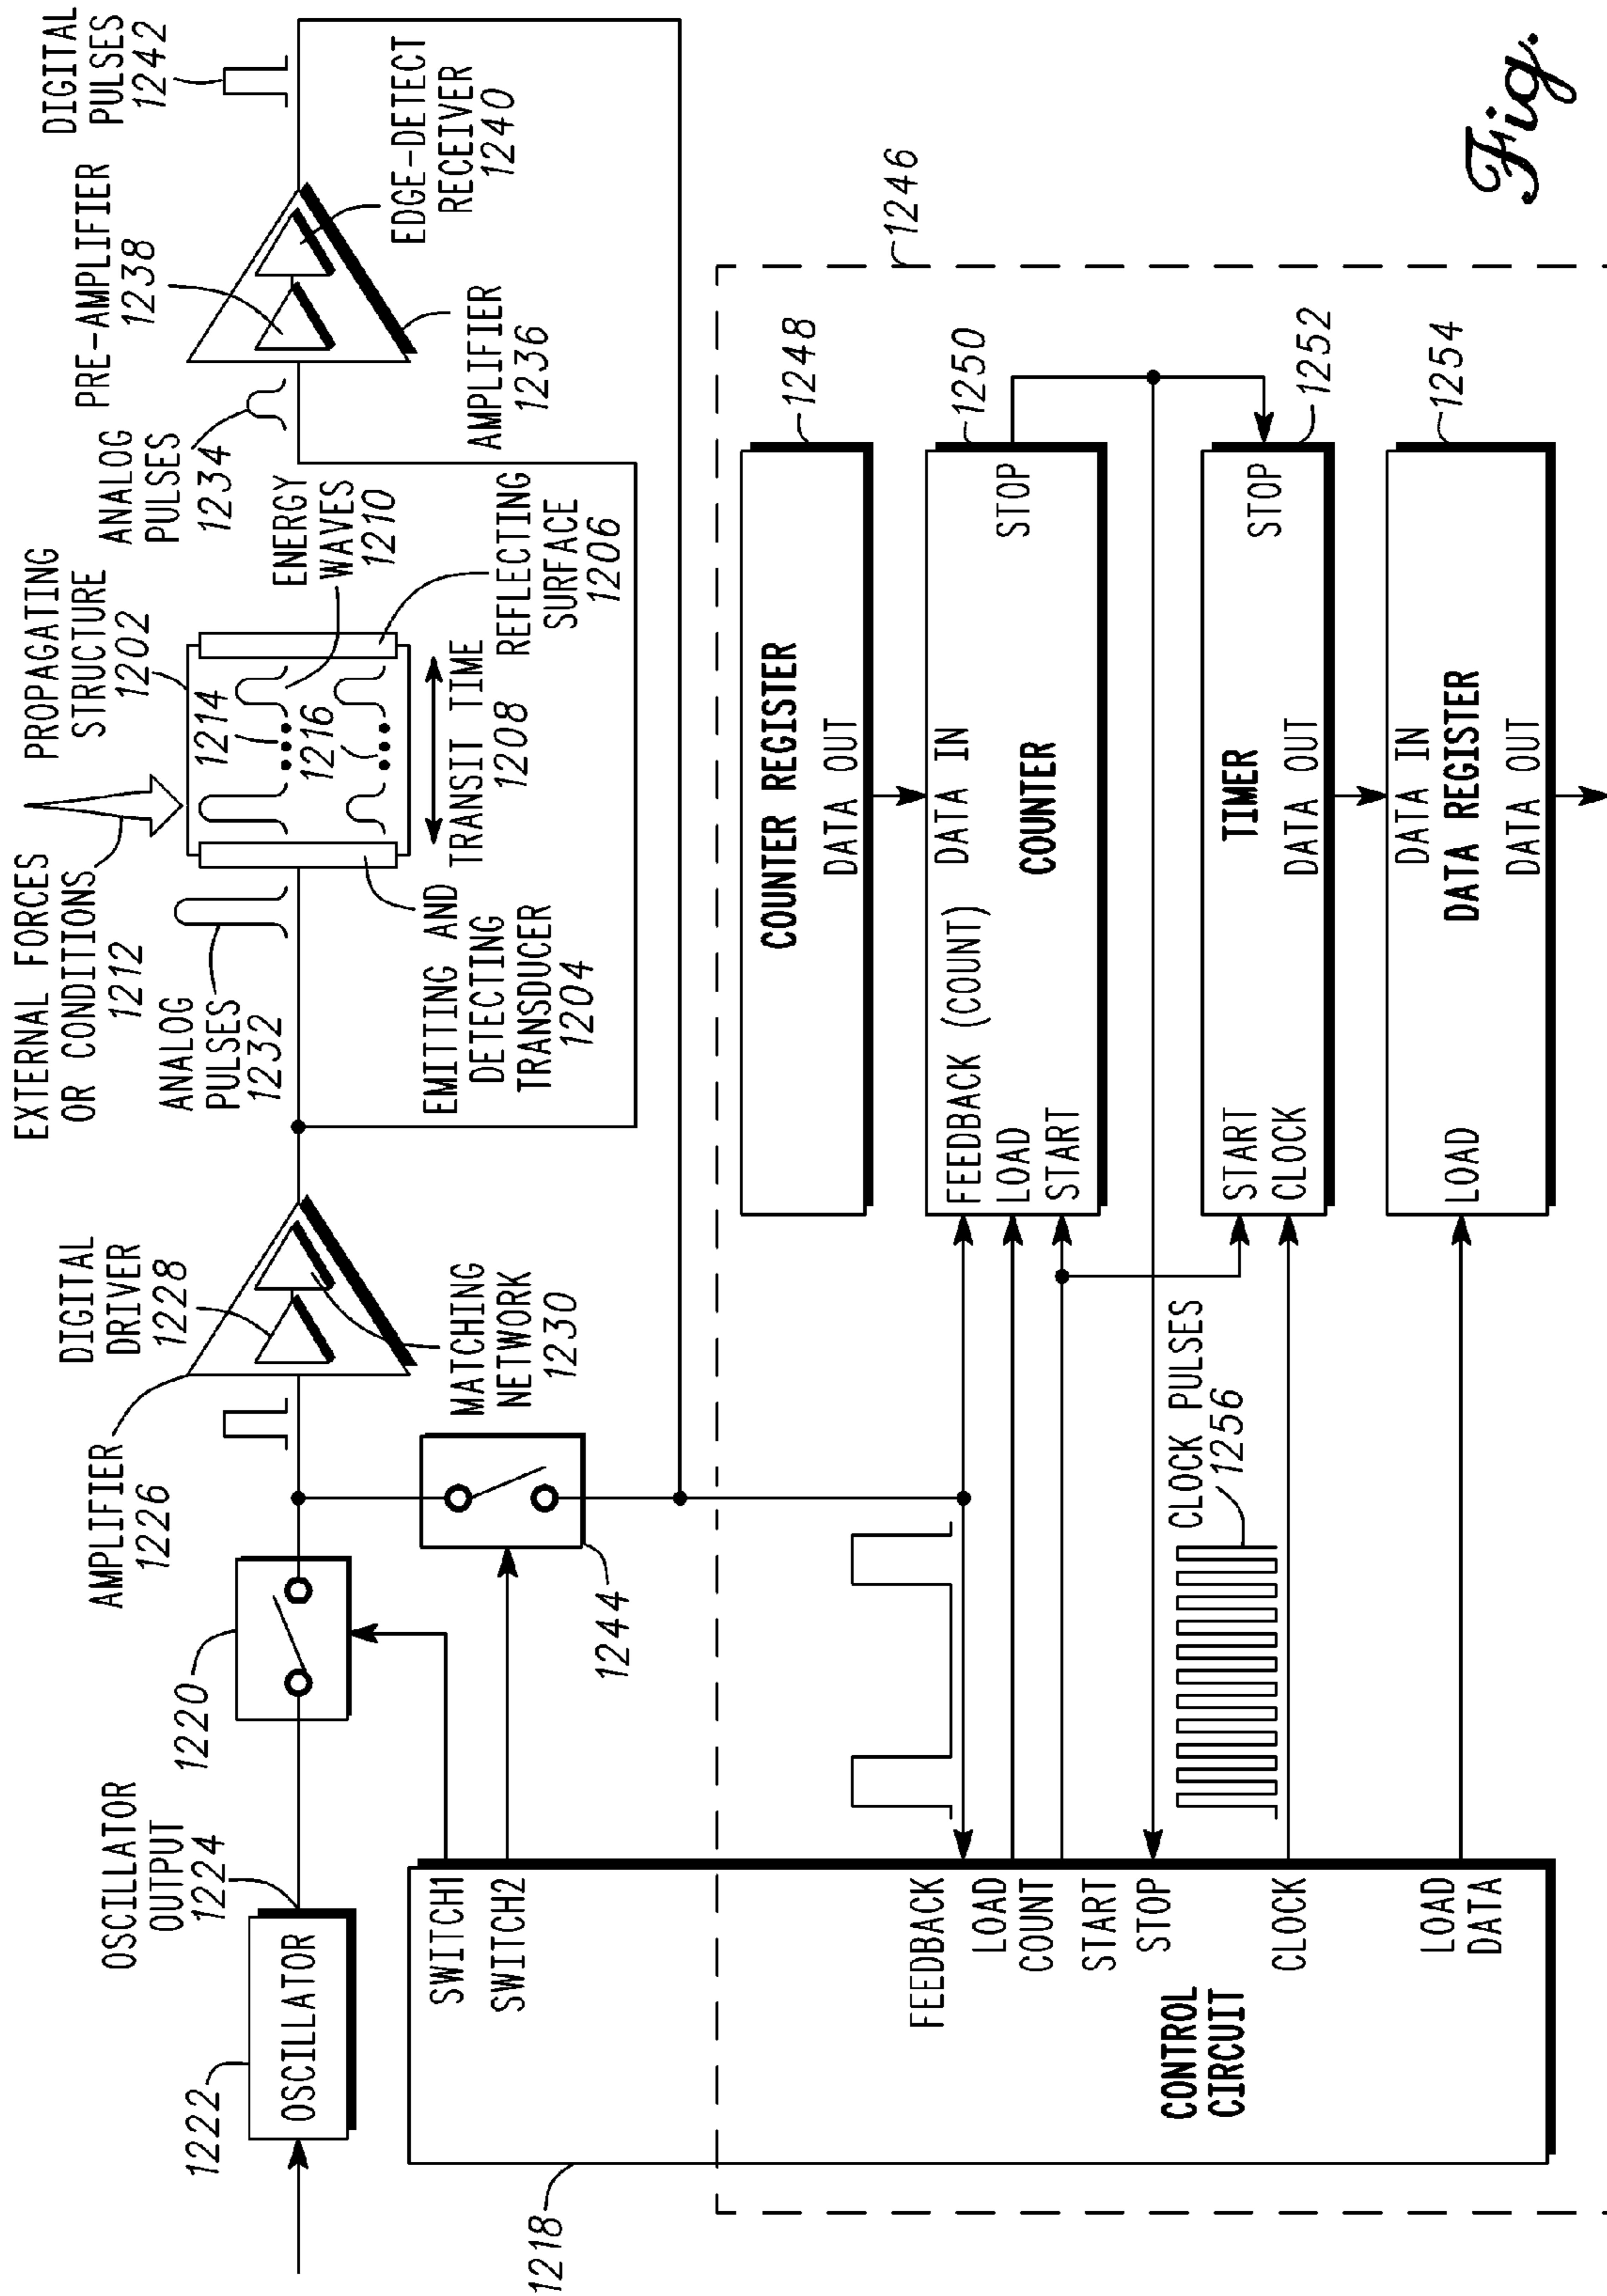 EXTERNAL FORCES
OR CONDITIONS
1212
PROPAGATING
STRUCTURE
1202
ANALOG
PULSES
1234
PRE-AMPLIFIER
1238
DIGITAL
PULSES
1242
OSCILLATOR
OUTPUT
1224
1222
OSCILLATOR
1220
AMPLIFIER
1226
DIGITAL
DRIVER
1228
ANALOG
PULSES
1232
1214
1216
ENERGY
WAVES
1210
EDGE-DETECT
RECEIVER
1240
MATCHING
NETWORK
1230
EMITTING AND
DETECTING
TRANSDUCER
1204
TRANSIT TIME
1208
REFLECTING
SURFACE
1206
AMPLIFIER
1236
1244
1218
SWITCH1
SWITCH2
FEEDBACK
LOAD
COUNT
START
STOP
CLOCK
LOAD
DATA
CONTROL
CIRCUIT
1246
COUNTER REGISTER
DATA OUT
1248
FEEDBACK (COUNT)
DATA IN
LOAD
START
COUNTER
STOP
1250
CLOCK PULSES
1256
START
CLOCK
TIMER
DATA OUT
STOP
1252
LOAD
DATA IN
DATA REGISTER
DATA OUT
1254
Fig.